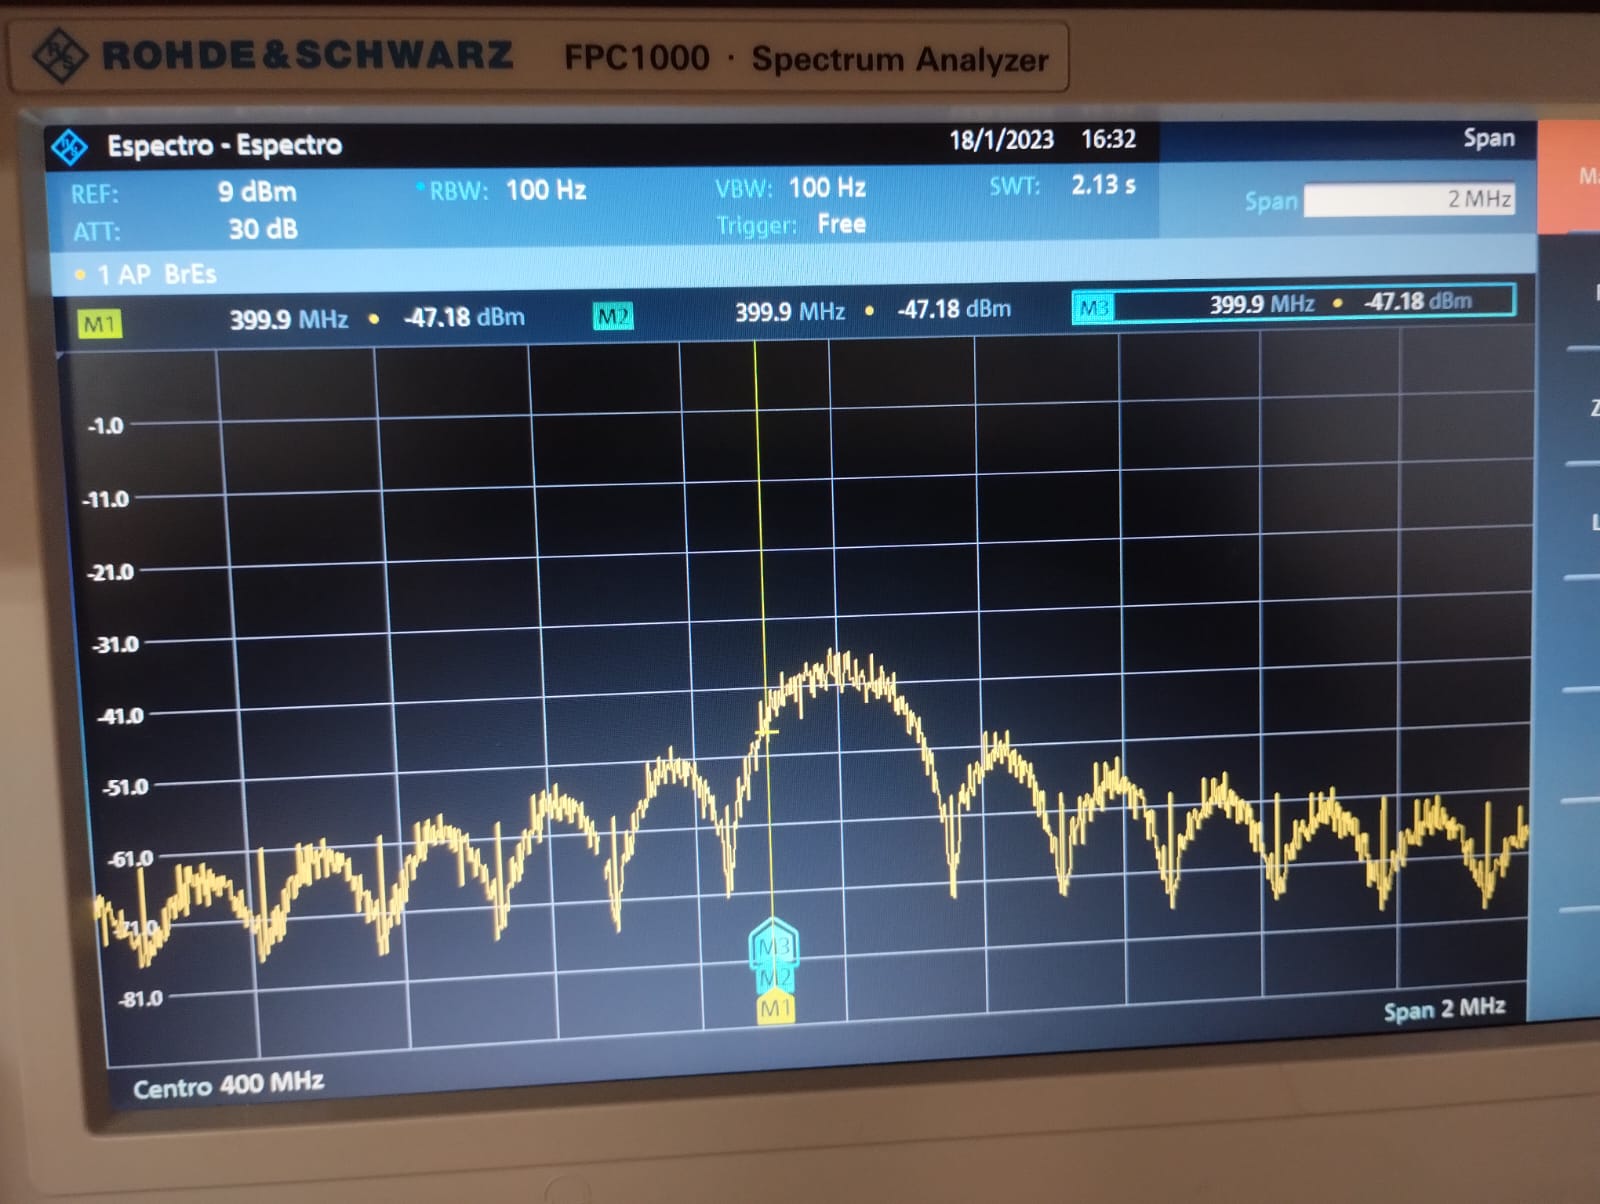 ROHDE&SCHWARZ FPC1000 · Spectrum Analyzer
Espectro - Espectro 18/1/2023 16:32 Span
REF: 9 dBm RBW: 100 Hz VBW: 100 Hz SWT: 2.13 s Span 2 MHz
ATT: 30 dB Trigger: Free
1 AP BrEs
M1 399.9 MHz • -47.18 dBm M2 399.9 MHz • -47.18 dBm M3 399.9 MHz • -47.18 dBm
-1.0
-11.0
-21.0
-31.0
-41.0
-51.0
-61.0
-71.0
-81.0
M3
M2
M1
Span 2 MHz
Centro 400 MHz